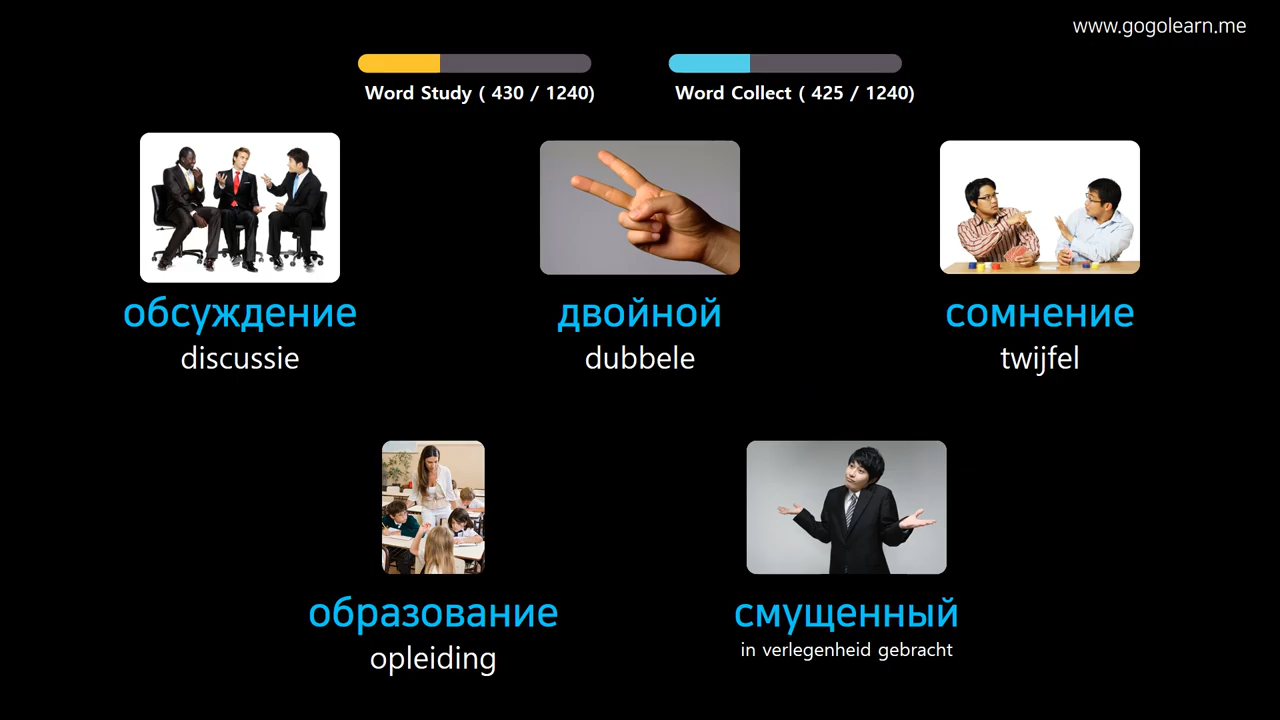 www.gogolearn.me
Word Study ( 430 / 1240)
Word Collect ( 425 / 1240)
обсуждение
discussie
двойной
dubbele
сомнение
twijfel
образование
opleiding
смущенный
in verlegenheid gebracht